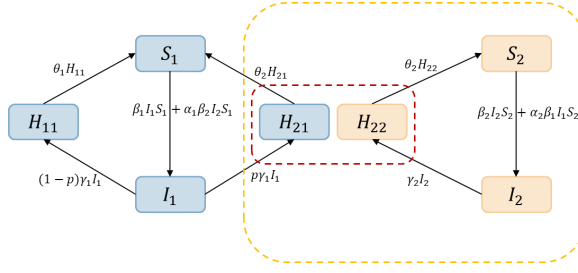 S₁
S₂
θ₁H₁₁
θ₂H₂₁
θ₂H₂₂
β₁I₁S₁ + α₁β₂I₂S₁
β₂I₂S₂ + α₂β₁I₁S₂
H₁₁
H₂₁
H₂₂
(1 − p)γ₁I₁
pγ₁I₁
γ₂I₂
I₁
I₂